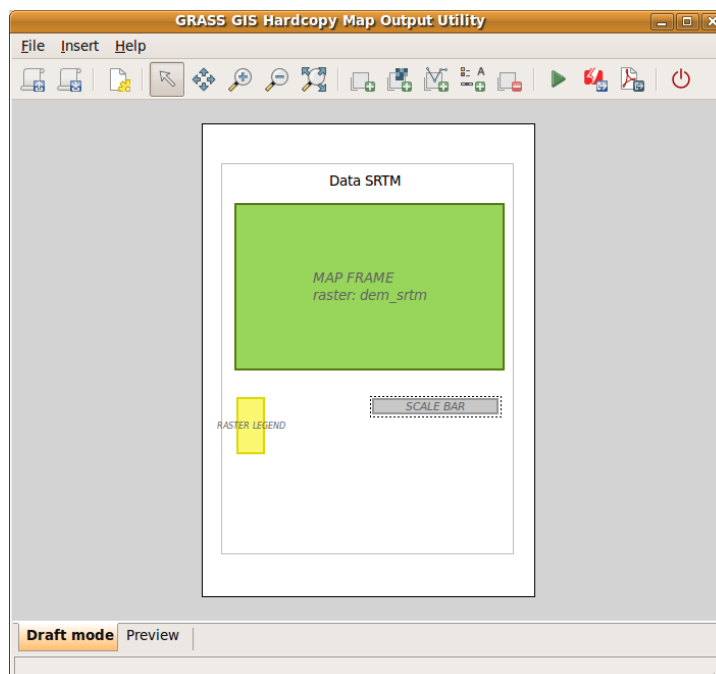 GRASS GIS Hardcopy Map Output Utility
File Insert Help
Data SRTM
MAP FRAME
raster: dem_srtm
SCALE BAR
RASTER LEGEND
Draft mode Preview